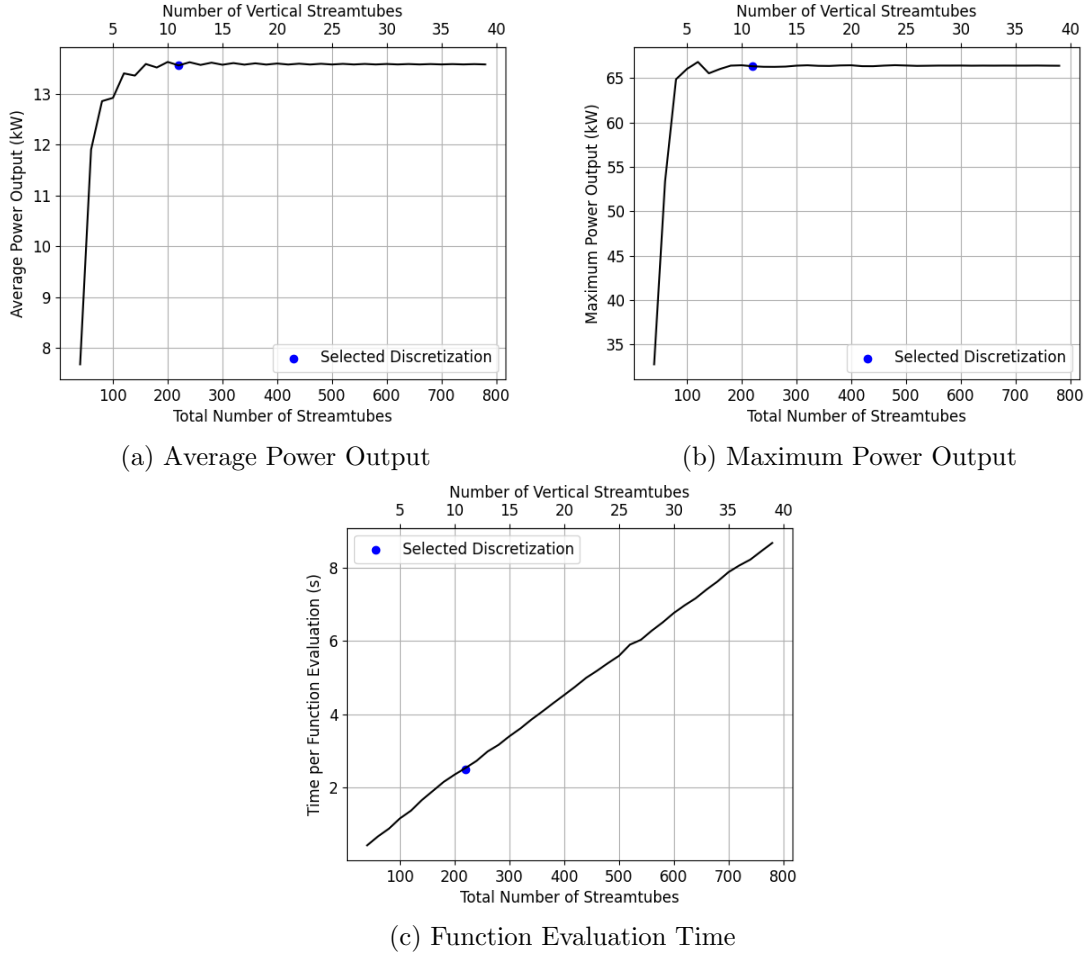 Number of Vertical Streamtubes
5 10 15 20 25 30 35 40
Average Power Output (kW)
13
12
11
10
9
8
Selected Discretization
100 200 300 400 500 600 700 800
Total Number of Streamtubes
(a) Average Power Output
Number of Vertical Streamtubes
5 10 15 20 25 30 35 40
Maximum Power Output (kW)
65
60
55
50
45
40
35
Selected Discretization
100 200 300 400 500 600 700 800
Total Number of Streamtubes
(b) Maximum Power Output
Number of Vertical Streamtubes
5 10 15 20 25 30 35 40
Selected Discretization
Time per Function Evaluation (s)
8
6
4
2
100 200 300 400 500 600 700 800
Total Number of Streamtubes
(c) Function Evaluation Time